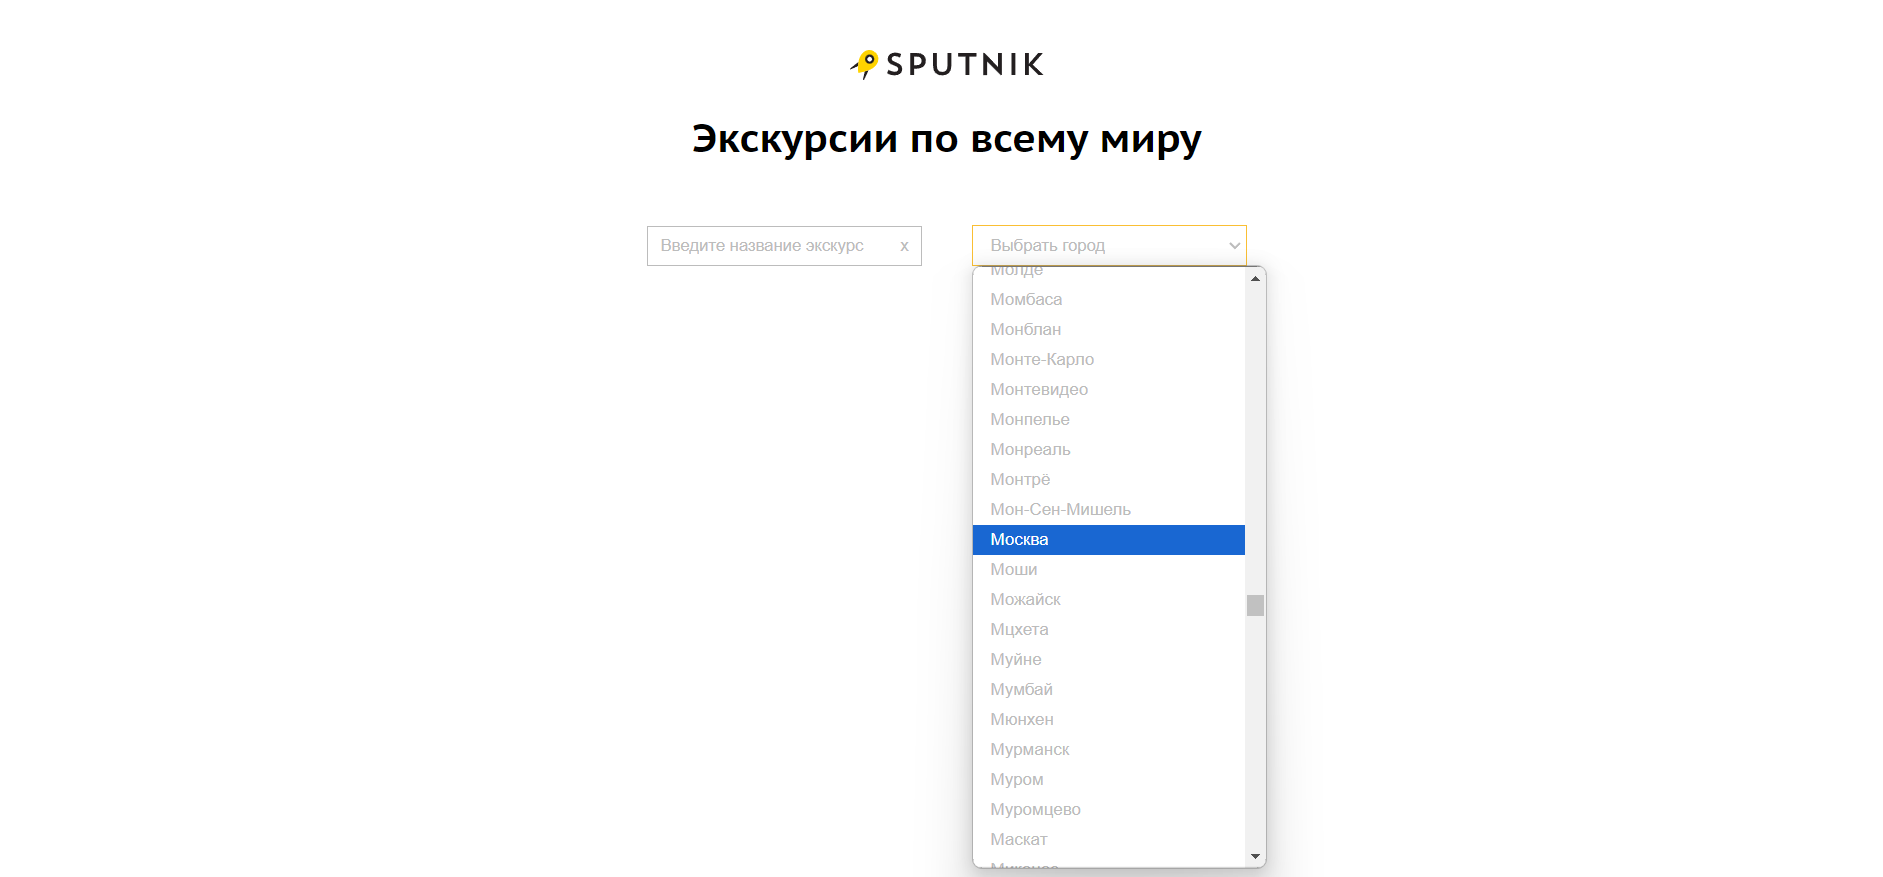 SPUTNIK
Экскурсии по всему миру
Введите название экскурс x
Выбрать город
Молде
Момбаса
Монблан
Монте-Карло
Монтевидео
Монпелье
Монреаль
Монтрё
Мон-Сен-Мишель
Москва
Моши
Можайск
Мцхета
Муйне
Мумбай
Мюнхен
Мурманск
Муром
Муромцево
Маскат